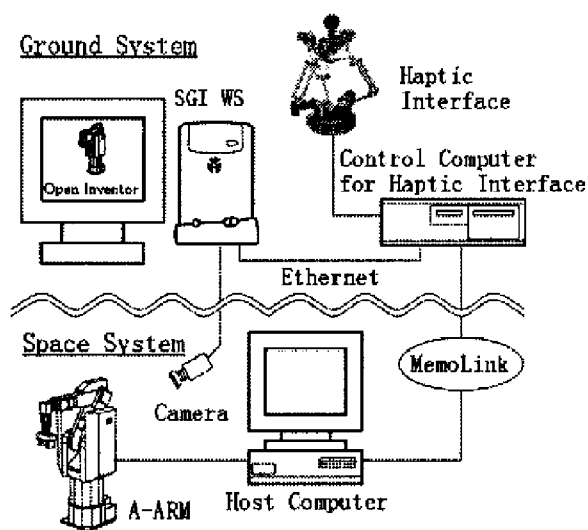 Ground System
SGI WS
Haptic
Interface
Open Inventor
Control Computer
for Haptic Interface
Ethernet
Space System
MemoLink
Camera
A-ARM
Host Computer